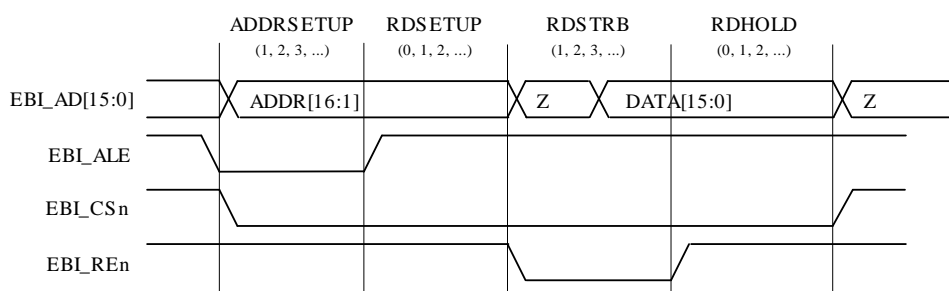 ADDRSETUP RDSETUP RDSTRB RDHOLD
(1, 2, 3, ...) (0, 1, 2, ...) (1, 2, 3, ...) (0, 1, 2, ...)
EBI_AD[15:0] ADDR[16:1] Z DATA[15:0] Z
EBI_ALE
EBI_CSn
EBI_REn